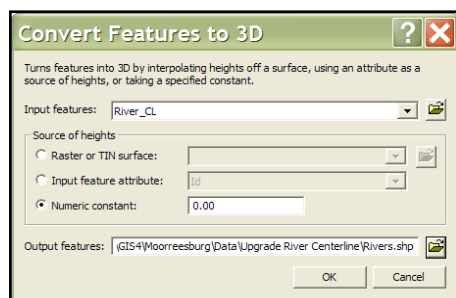 Convert Features to 3D
?
Turns features into 3D by interpolating heights off a surface, using an attribute as a
source of heights, or taking a specified constant.
Input features: River_CL
Source of heights
Raster or TIN surface:
Input feature attribute: Id
Numeric constant: 0.00
Output features: \GIS4\Moorreesburg\Data\Upgrade River Centerline\Rivers.shp
OK Cancel